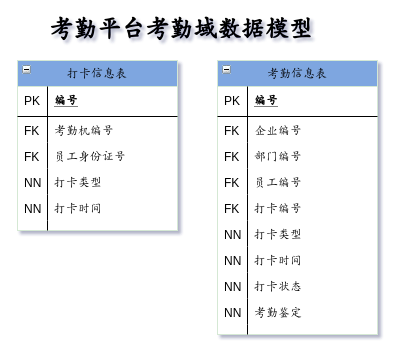 考勤平台考勤域数据模型
打卡信息表
PK 编号
FK 考勤机编号
FK 员工身份证号
NN 打卡类型
NN 打卡时间
考勤信息表
PK 编号
FK 企业编号
FK 部门编号
FK 员工编号
FK 打卡编号
NN 打卡类型
NN 打卡时间
NN 打卡状态
NN 考勤鉴定